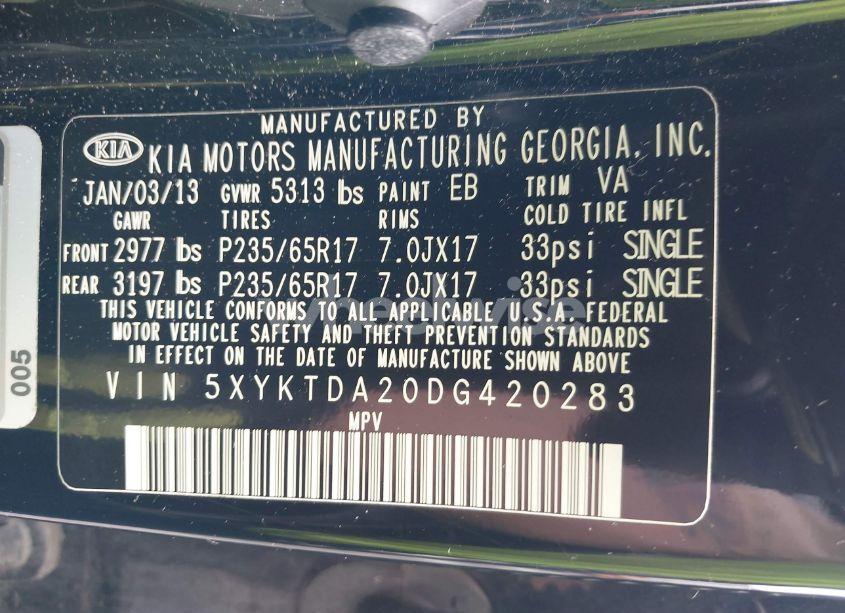 MANUFACTURED BY
KIA KIA MOTORS MANUFACTURING GEORGIA, INC.
JAN/03/13 GVWR 5313 lbs PAINT EB TRIM VA
GAWR TIRES RIMS COLD TIRE INFL
FRONT 2977 lbs P235/65R17 7.0JX17 33psi SINGLE
REAR 3197 lbs P235/65R17 7.0JX17 33psi SINGLE
THIS VEHICLE CONFORMS TO ALL APPLICABLE U.S.A. FEDERAL
MOTOR VEHICLE SAFETY AND THEFT PREVENTION STANDARDS
IN EFFECT ON THE DATE OF MANUFACTURE SHOWN ABOVE
VIN 5XYKTDA20DG420283
MPV
005